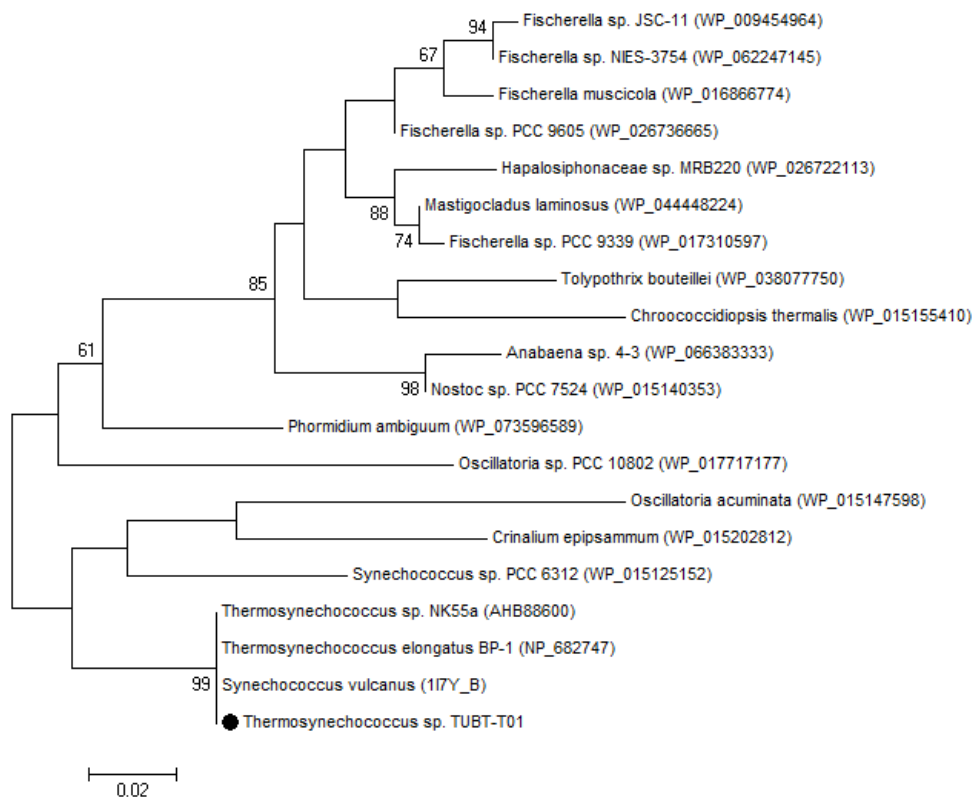 Fischerella sp. JSC-11 (WP_009454964)
94
Fischerella sp. NIES-3754 (WP_062247145)
67
Fischerella muscicola (WP_016866774)
Fischerella sp. PCC 9605 (WP_026736665)
Hapalosiphonaceae sp. MRB220 (WP_026722113)
Mastigocladus laminosus (WP_044448224)
88
74
Fischerella sp. PCC 9339 (WP_017310597)
Tolypothrix bouteillei (WP_038077750)
85
Chroococcidiopsis thermalis (WP_015155410)
61
Anabaena sp. 4-3 (WP_066383333)
98
Nostoc sp. PCC 7524 (WP_015140353)
Phormidium ambiguum (WP_073596589)
Oscillatoria sp. PCC 10802 (WP_017717177)
Oscillatoria acuminata (WP_015147598)
Crinalium epipsammum (WP_015202812)
Synechococcus sp. PCC 6312 (WP_015125152)
Thermosynechococcus sp. NK55a (AHB88600)
Thermosynechococcus elongatus BP-1 (NP_682747)
99
Synechococcus vulcanus (1I7Y_B)
Thermosynechococcus sp. TUBT-T01
0.02